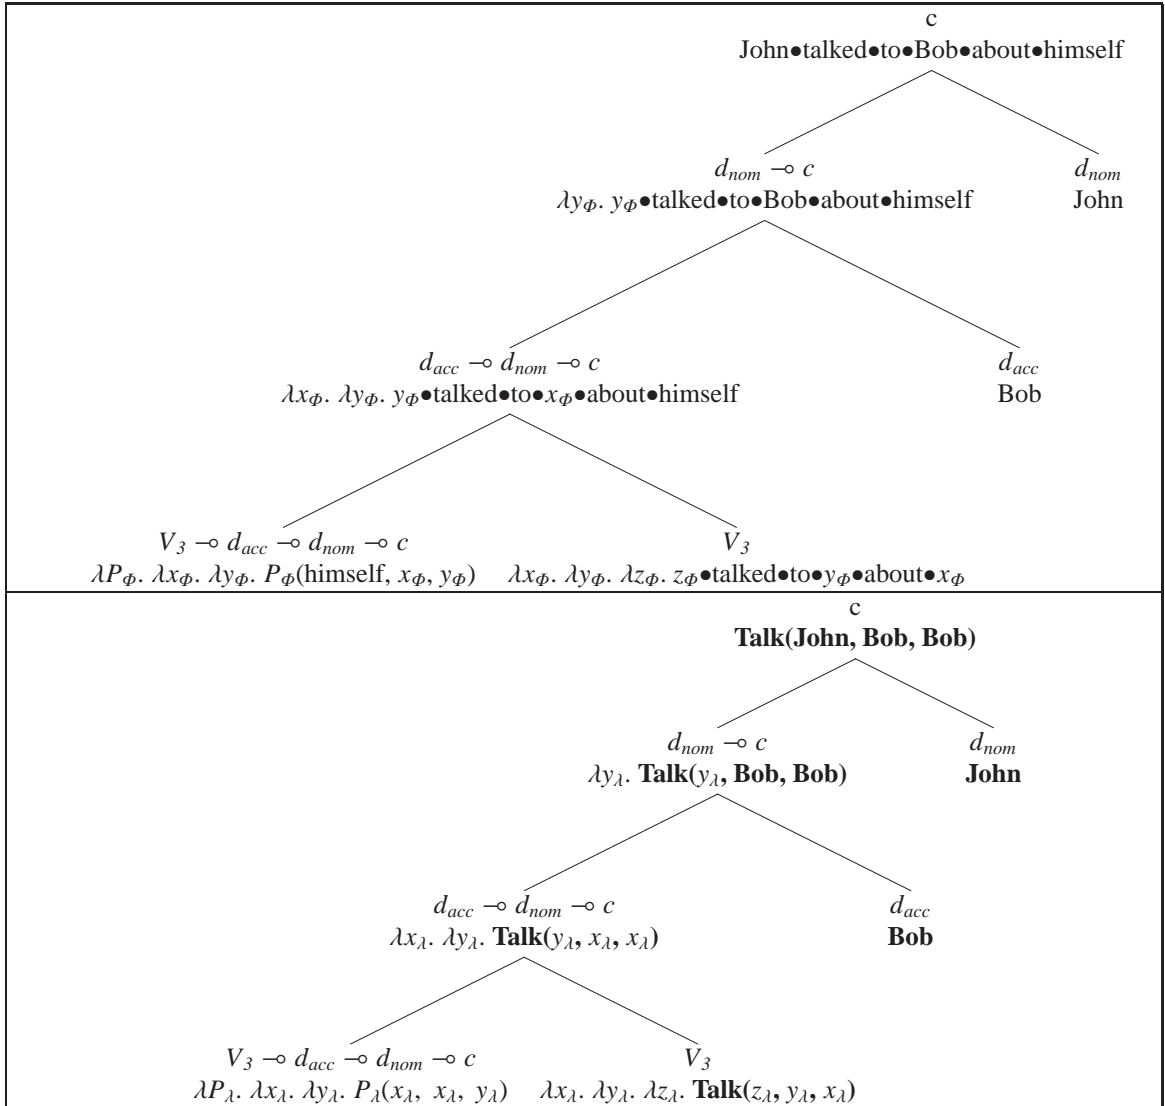 c
John●talked●to●Bob●about●himself
d_nom ⊸ c d_nom
λy_Φ. y_Φ●talked●to●Bob●about●himself John
d_acc ⊸ d_nom ⊸ c d_acc
λx_Φ. λy_Φ. y_Φ●talked●to●x_Φ●about●himself Bob
V_3 ⊸ d_acc ⊸ d_nom ⊸ c V_3
λP_Φ. λx_Φ. λy_Φ. P_Φ(himself, x_Φ, y_Φ) λx_Φ. λy_Φ. λz_Φ. z_Φ●talked●to●y_Φ●about●x_Φ
c
Talk(John, Bob, Bob)
d_nom ⊸ c d_nom
λy_λ. Talk(y_λ, Bob, Bob) John
d_acc ⊸ d_nom ⊸ c d_acc
λx_λ. λy_λ. Talk(y_λ, x_λ, x_λ) Bob
V_3 ⊸ d_acc ⊸ d_nom ⊸ c V_3
λP_λ. λx_λ. λy_λ. P_λ(x_λ, x_λ, y_λ) λx_λ. λy_λ. λz_λ. Talk(z_λ, y_λ, x_λ)